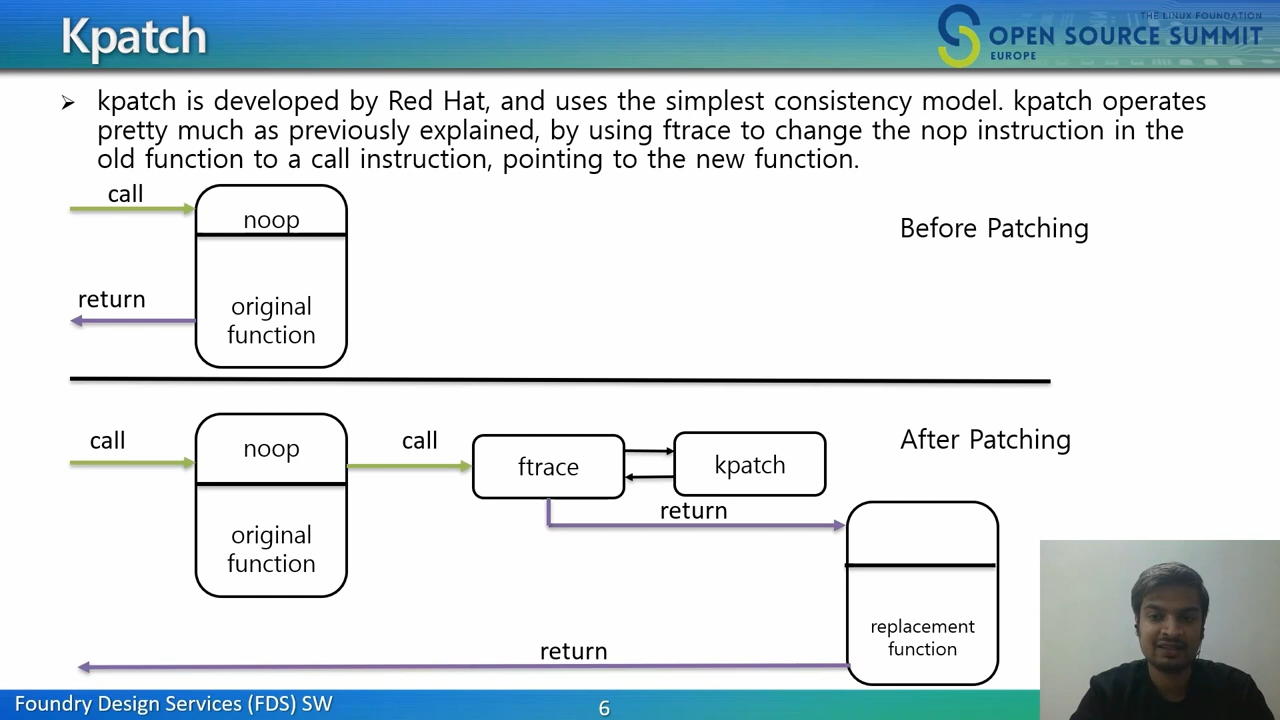 Kpatch
THE LINUX FOUNDATION
OPEN SOURCE SUMMIT
EUROPE
➢ kpatch is developed by Red Hat, and uses the simplest consistency model. kpatch operates
pretty much as previously explained, by using ftrace to change the nop instruction in the
old function to a call instruction, pointing to the new function.
call
noop
Before Patching
return
original
function
call
noop
call
ftrace
kpatch
After Patching
return
original
function
replacement
function
return
Foundry Design Services (FDS) SW
6